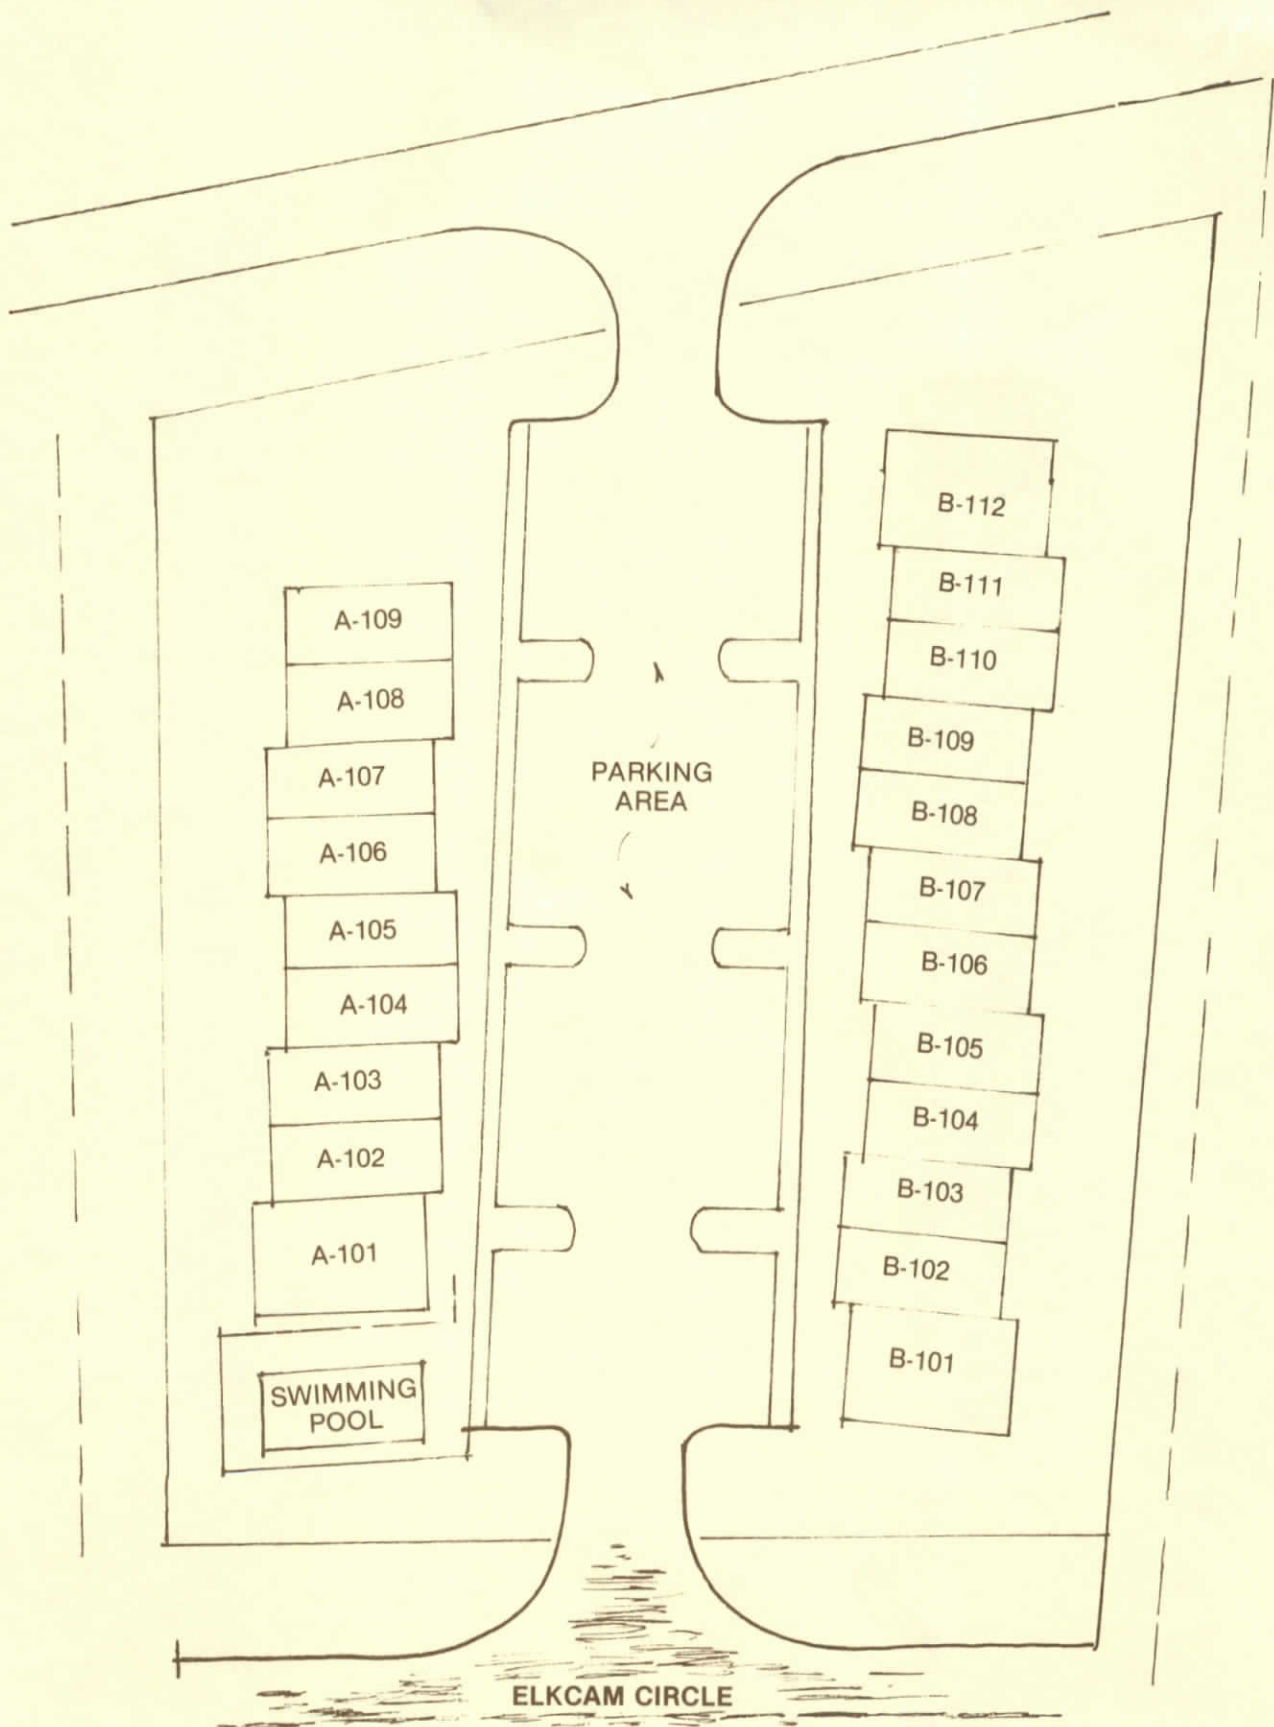 B-112
B-111
A-109
B-110
A-108
B-109
PARKING
AREA
A-107
B-108
A-106
B-107
A-105
B-106
A-104
B-105
A-103
B-104
A-102
B-103
A-101
B-102
B-101
SWIMMING
POOL
ELKCAM CIRCLE